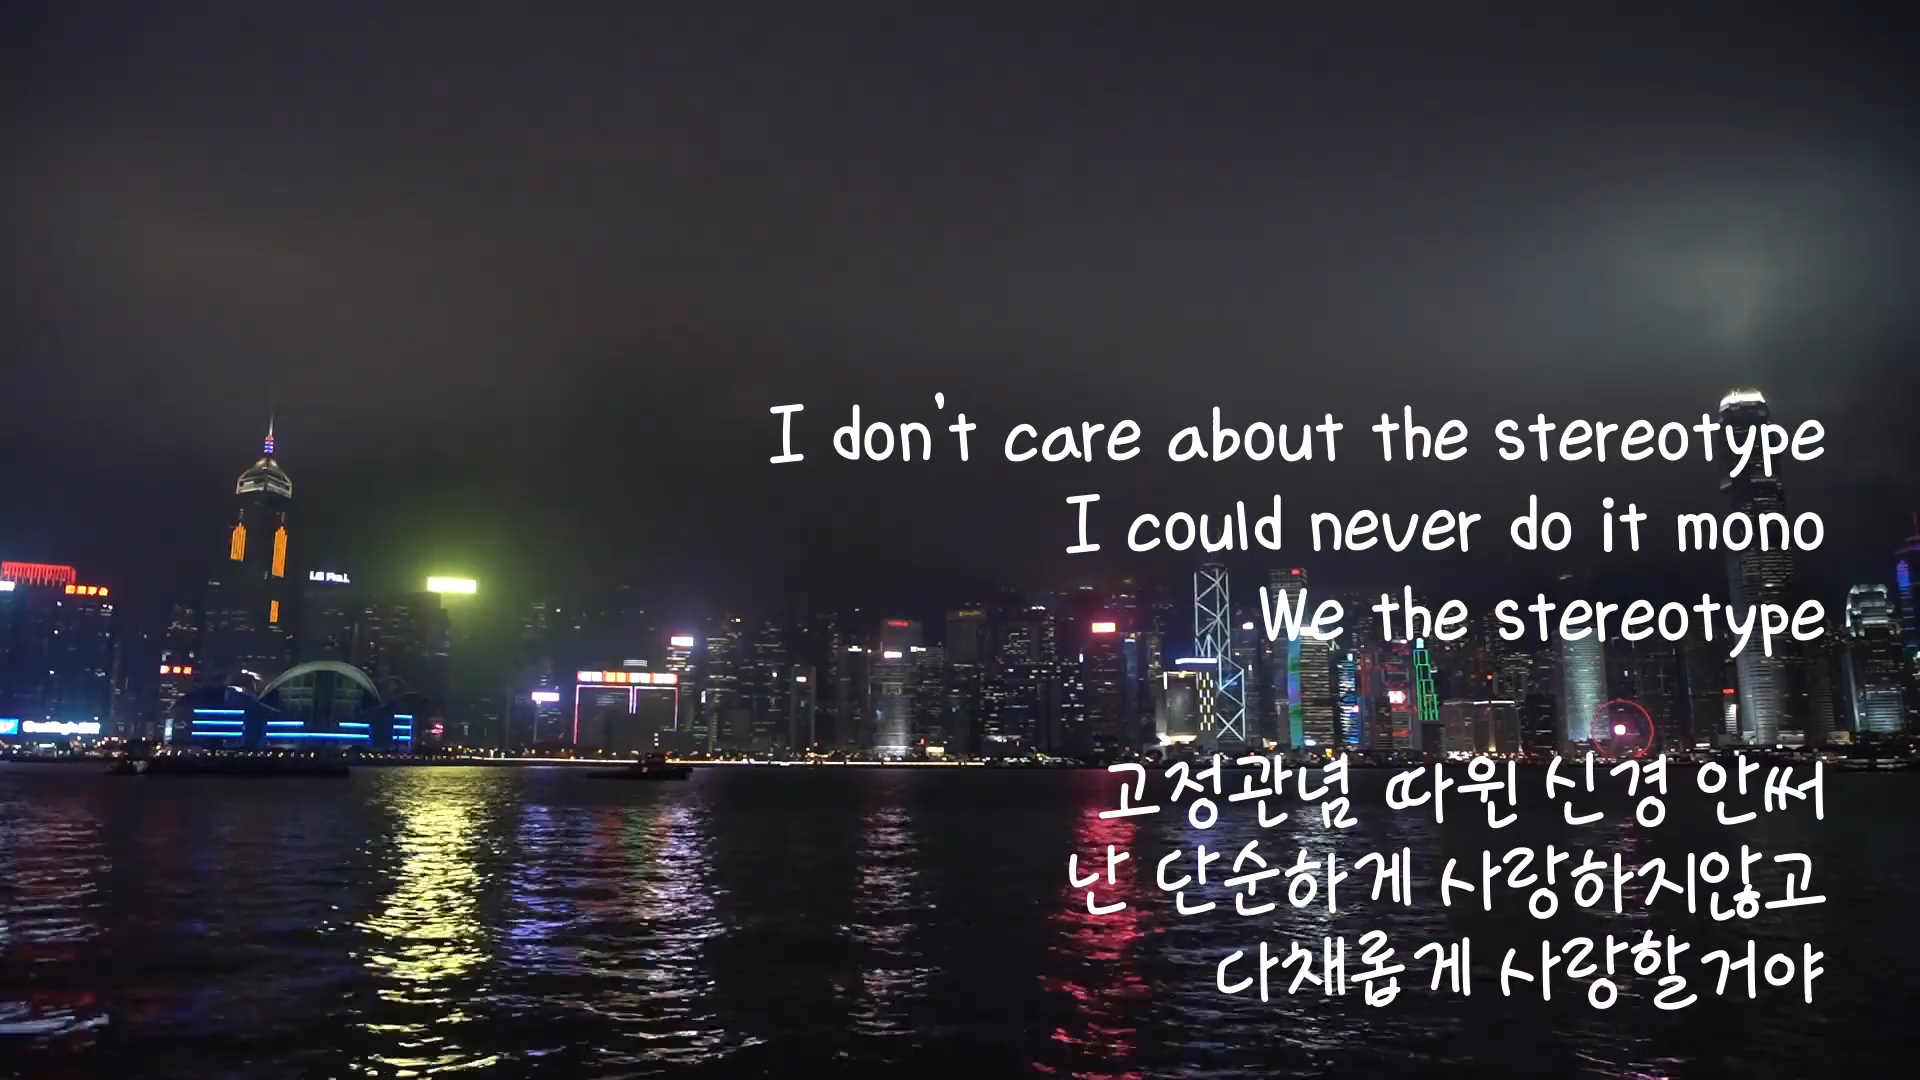 I don't care about the stereotype
I could never do it mono
We the stereotype
고정관념 따윈 신경 안써
난 단순하게 사랑하지않고
다채롭게 사랑할거야